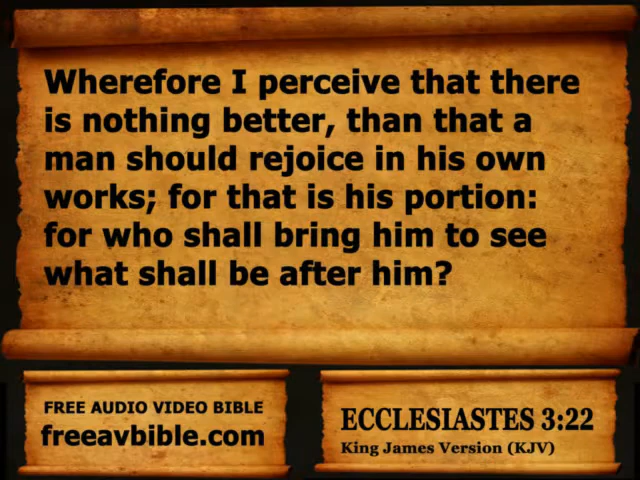 Wherefore I perceive that there
is nothing better, than that a
man should rejoice in his own
works; for that is his portion:
for who shall bring him to see
what shall be after him?
FREE AUDIO VIDEO BIBLE
freeavbible.com
ECCLESIASTES 3:22
King James Version (KJV)